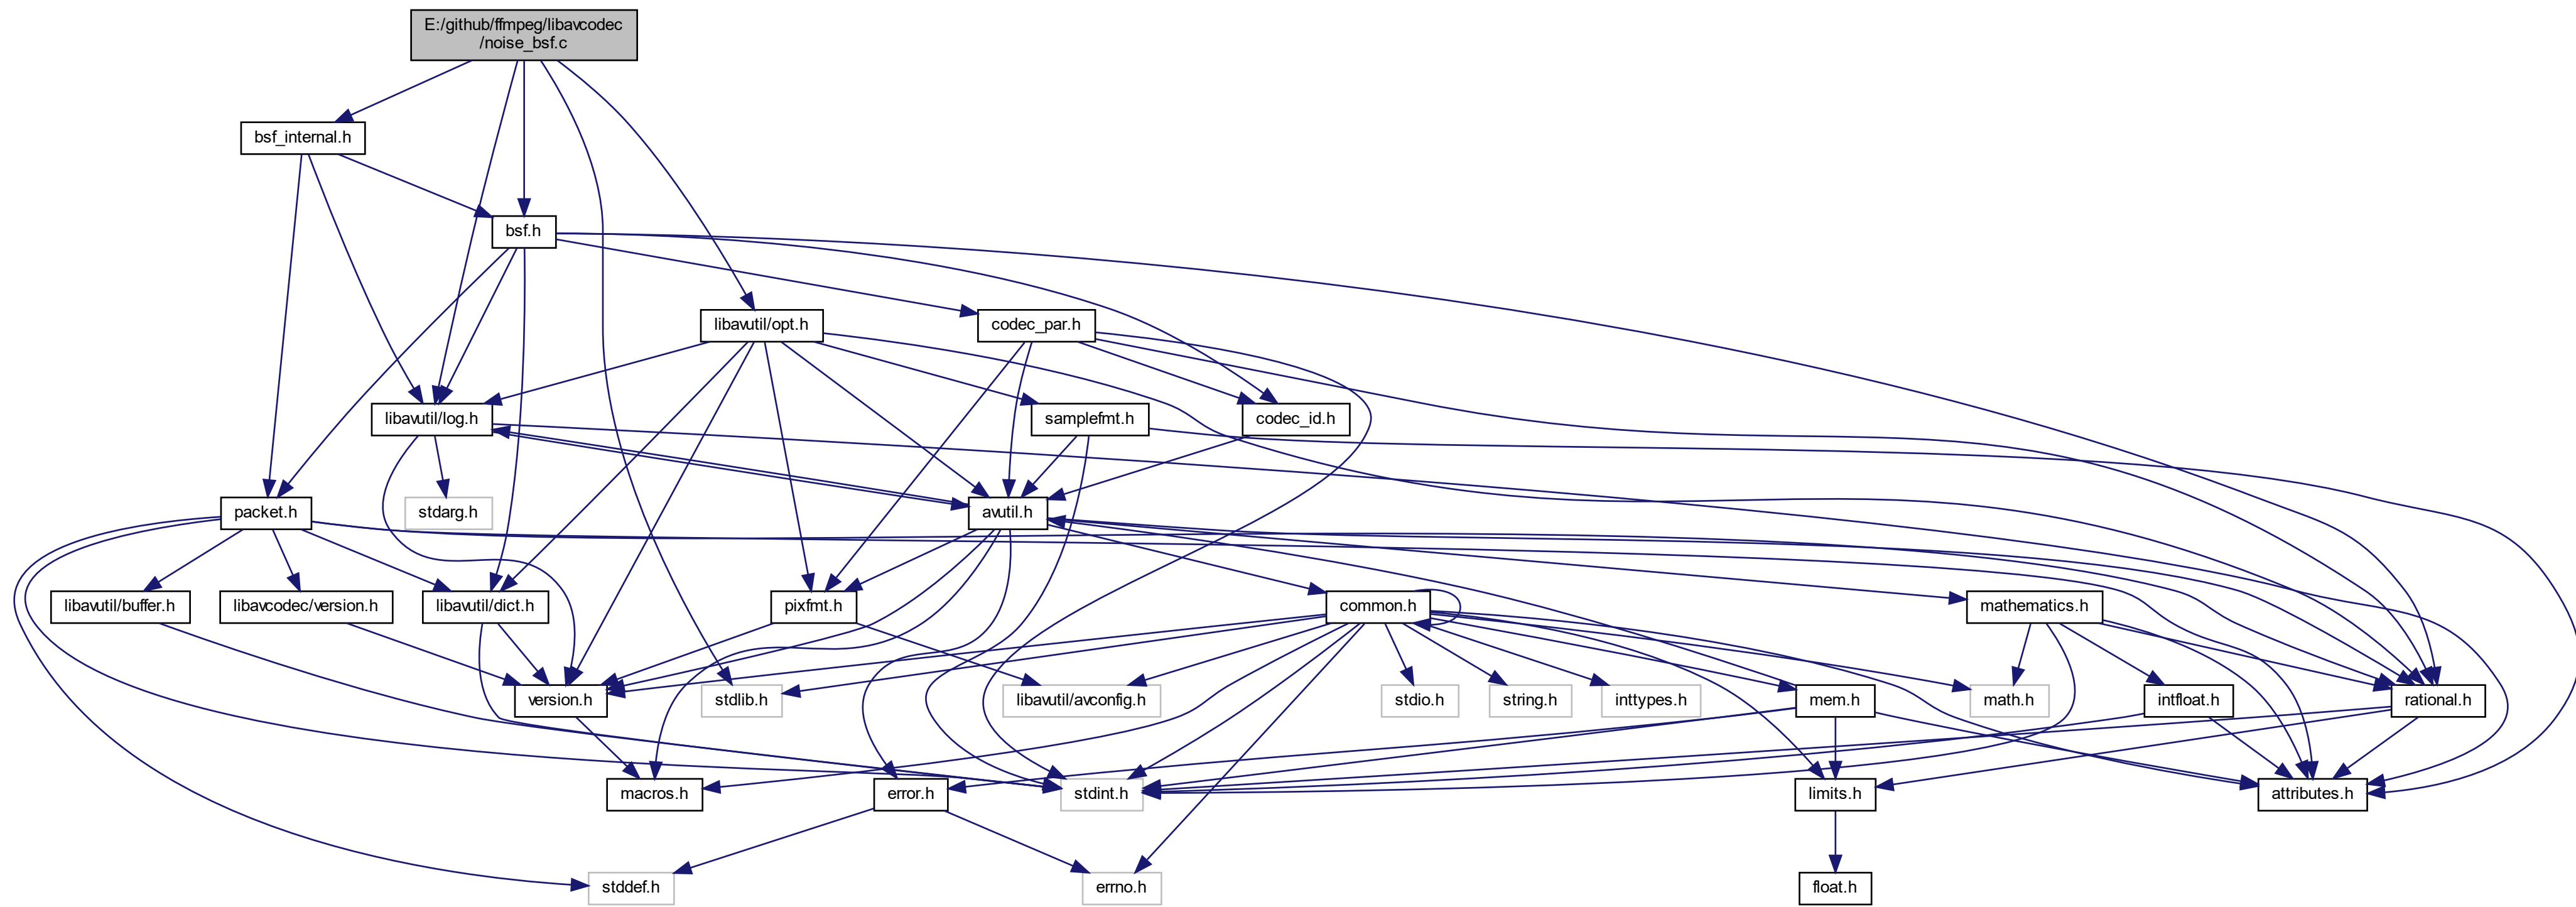 E:/github/ffmpeg/libavcodec
/noise_bsf.c
bsf_internal.h
bsf.h
libavutil/opt.h
codec_par.h
libavutil/log.h
samplefmt.h
codec_id.h
packet.h
stdarg.h
avutil.h
libavutil/buffer.h
libavcodec/version.h
libavutil/dict.h
pixfmt.h
common.h
mathematics.h
version.h
stdlib.h
libavutil/avconfig.h
stdio.h
string.h
inttypes.h
mem.h
math.h
intfloat.h
rational.h
macros.h
error.h
stdint.h
limits.h
attributes.h
stddef.h
errno.h
float.h